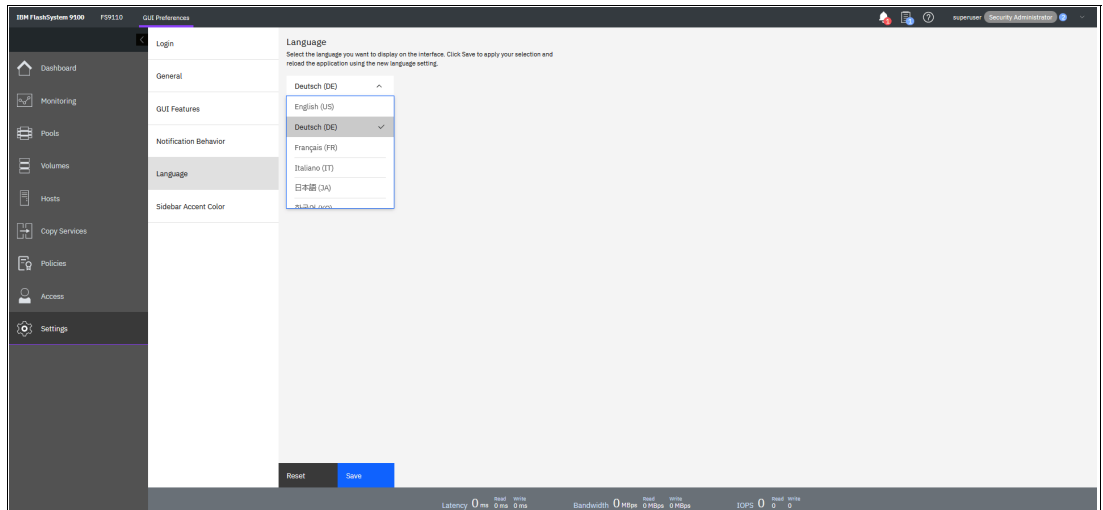 IBM FlashSystem 9100 FS9110 GUI Preferences
superuser Security Administrator 2
Dashboard
Monitoring
Pools
Volumes
Hosts
Copy Services
Policies
Access
Settings
Login
General
GUI Features
Notification Behavior
Language
Sidebar Accent Color
Language
Select the language you want to display on the interface. Click Save to apply your selection and
reload the application using the new language setting.
Deutsch (DE)
English (US)
Deutsch (DE)
Français (FR)
Italiano (IT)
日本語 (JA)
한국어 (KO)
Reset Save
Latency 0 ms Read 0 ms Write 0 ms Bandwidth 0 MBps Read 0 MBps Write 0 MBps IOPS 0 Read 0 Write 0